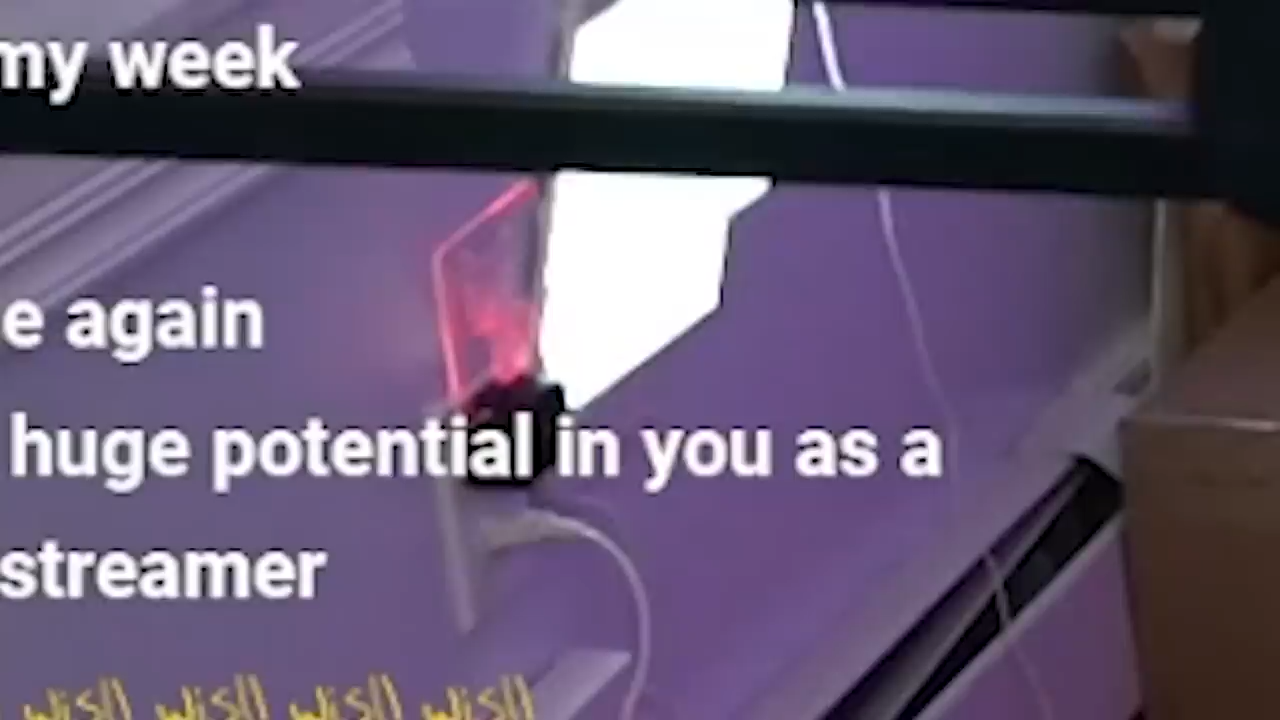 my week
e again
huge potential in you as a
streamer